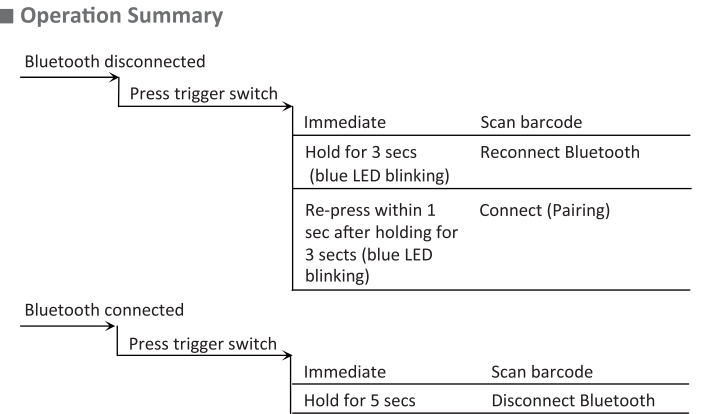 Operation Summary
Bluetooth disconnected
Press trigger switch
Immediate Scan barcode
Hold for 3 secs Reconnect Bluetooth
(blue LED blinking)
Re-press within 1 Connect (Pairing)
sec after holding for
3 sects (blue LED
blinking)
Bluetooth connected
Press trigger switch
Immediate Scan barcode
Hold for 5 secs Disconnect Bluetooth